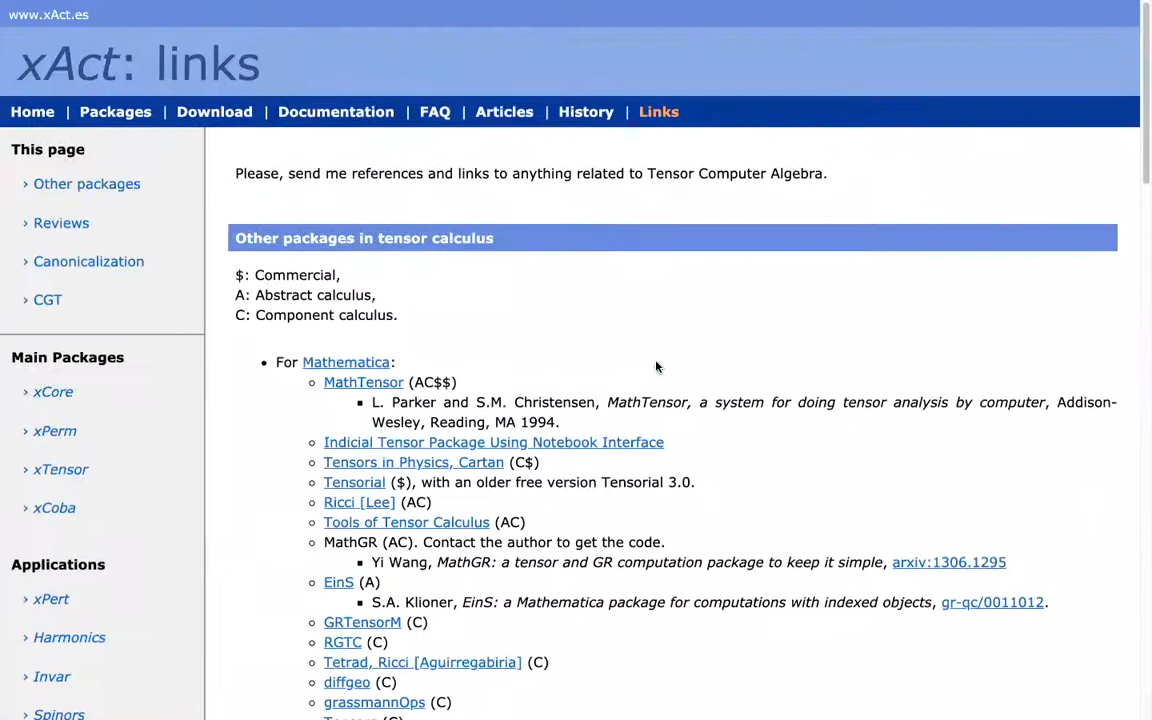 www.xAct.es
xAct: links
Home | Packages | Download | Documentation | FAQ | Articles | History | Links
This page
› Other packages
› Reviews
› Canonicalization
› CGT
Main Packages
› xCore
› xPerm
› xTensor
› xCoba
Applications
› xPert
› Harmonics
› Invar
› Spinors
Please, send me references and links to anything related to Tensor Computer Algebra.
Other packages in tensor calculus
$: Commercial,
A: Abstract calculus,
C: Component calculus.
• For Mathematica:
MathTensor (AC$$)
L. Parker and S.M. Christensen, MathTensor, a system for doing tensor analysis by computer, Addison-
Wesley, Reading, MA 1994.
Indicial Tensor Package Using Notebook Interface
Tensors in Physics, Cartan (C$)
Tensorial ($), with an older free version Tensorial 3.0.
Ricci [Lee] (AC)
Tools of Tensor Calculus (AC)
MathGR (AC). Contact the author to get the code.
Yi Wang, MathGR: a tensor and GR computation package to keep it simple, arxiv:1306.1295
EinS (A)
S.A. Klioner, EinS: a Mathematica package for computations with indexed objects, gr-qc/0011012.
GRTensorM (C)
RGTC (C)
Tetrad, Ricci [Aguirregabiria] (C)
diffgeo (C)
grassmannOps (C)